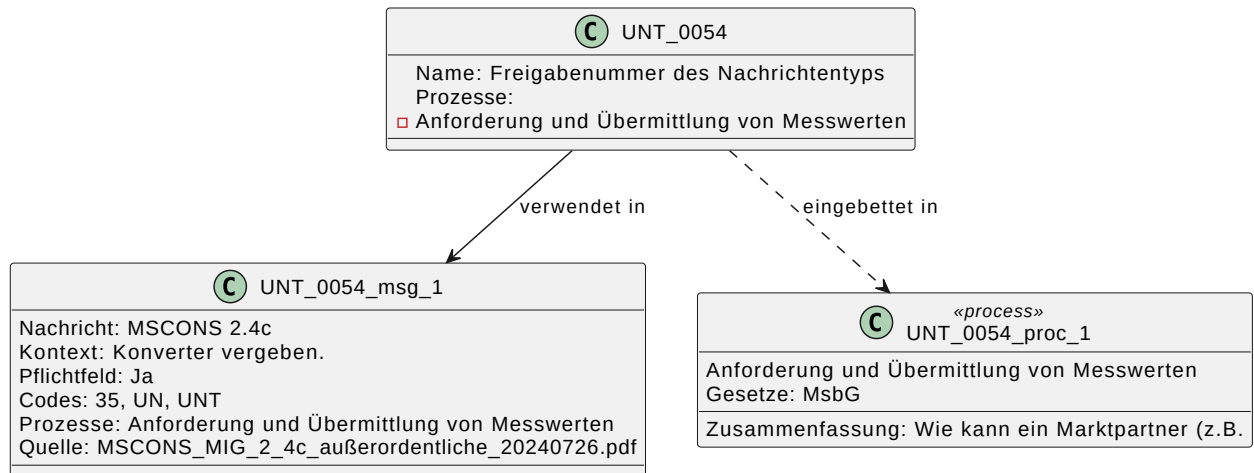 C UNT_0054
Name: Freigabenummer des Nachrichtentyps
Prozesse:
Anforderung und Übermittlung von Messwerten
verwendet in
eingebettet in
C UNT_0054_msg_1
Nachricht: MSCONS 2.4c
Kontext: Konverter vergeben.
Pflichtfeld: Ja
Codes: 35, UN, UNT
Prozesse: Anforderung und Übermittlung von Messwerten
Quelle: MSCONS_MIG_2_4c_außerordentliche_20240726.pdf
«process»
C UNT_0054_proc_1
Anforderung und Übermittlung von Messwerten
Gesetze: MsbG
Zusammenfassung: Wie kann ein Marktpartner (z.B.